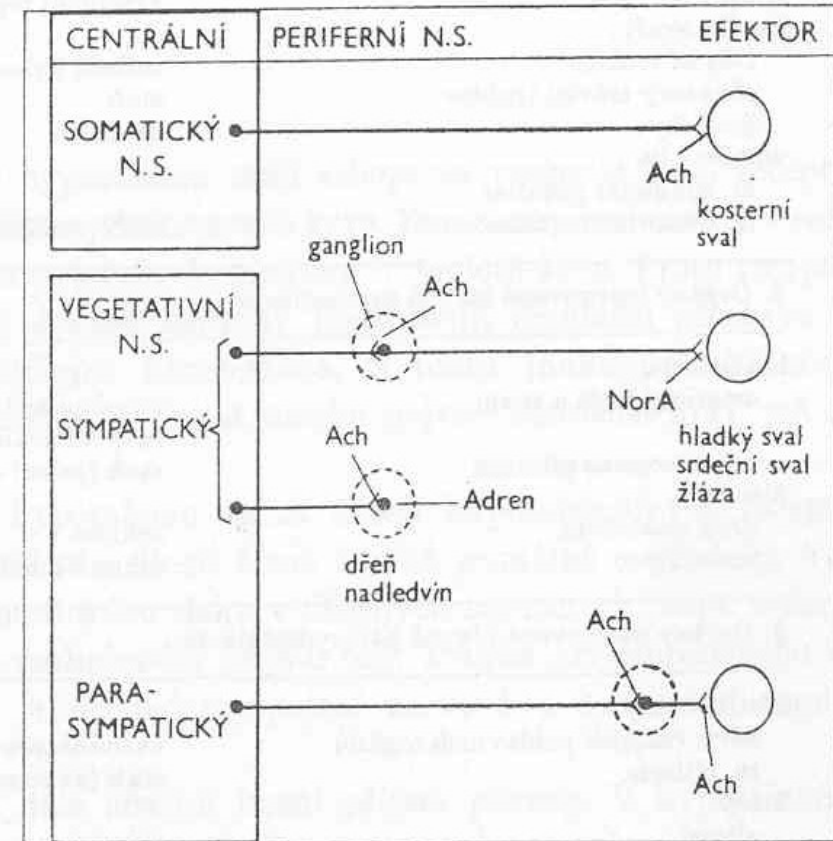 CENTRÁLNÍ
PERIFERNÍ N.S.
EFEKTOR
SOMATICKÝ
N.S.
Ach
kosterní
sval
ganglion
Ach
VEGETATIVNÍ
N.S.
SYMPATICKÝ
NorA
hladký sval
srdeční sval
žláza
Ach
Adren
dřeň
nadledvin
Ach
PARA-
SYMPATICKÝ
Ach